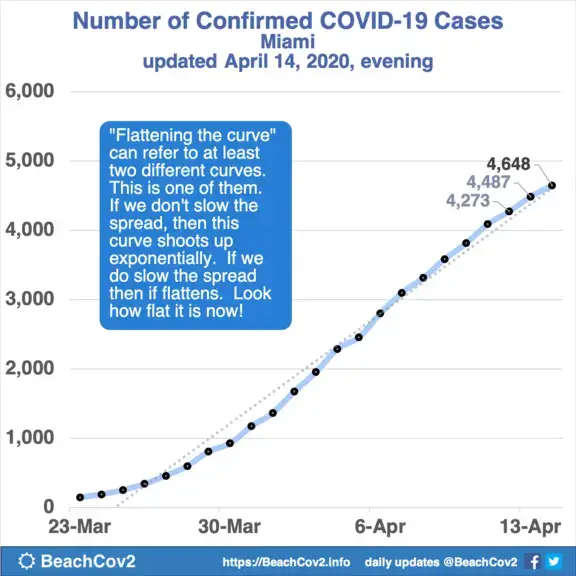 Number of Confirmed COVID-19 Cases
Miami
updated April 14, 2020, evening
6,000
5,000
4,000
3,000
2,000
1,000
0
"Flattening the curve"
can refer to at least
two different curves.
This is one of them.
If we don't slow the
spread, then this
curve shoots up
exponentially. If we
do slow the spread
then if flattens. Look
how flat it is now!
4,648
4,487
4,273
23-Mar
30-Mar
6-Apr
13-Apr
BeachCov2
https://BeachCov2.info
daily updates @BeachCov2